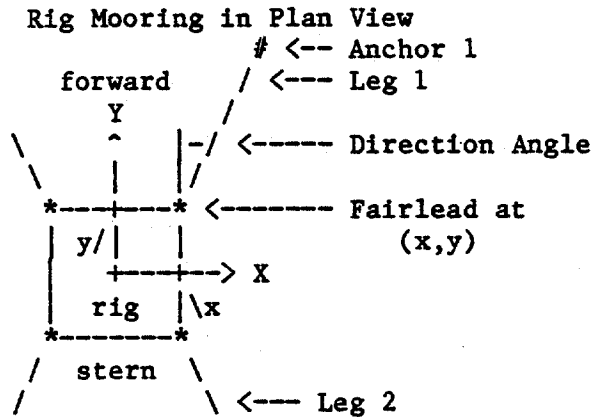 Rig Mooring in Plan View
# <-- Anchor 1
forward / <--- Leg 1
Y
\ ^ |- / <----- Direction Angle
\ | | /
*---+---* <------- Fairlead at
| y/| | (x,y)
| +---+---> X
| rig |\x
*-------*
/ stern \
/ \ <--- Leg 2